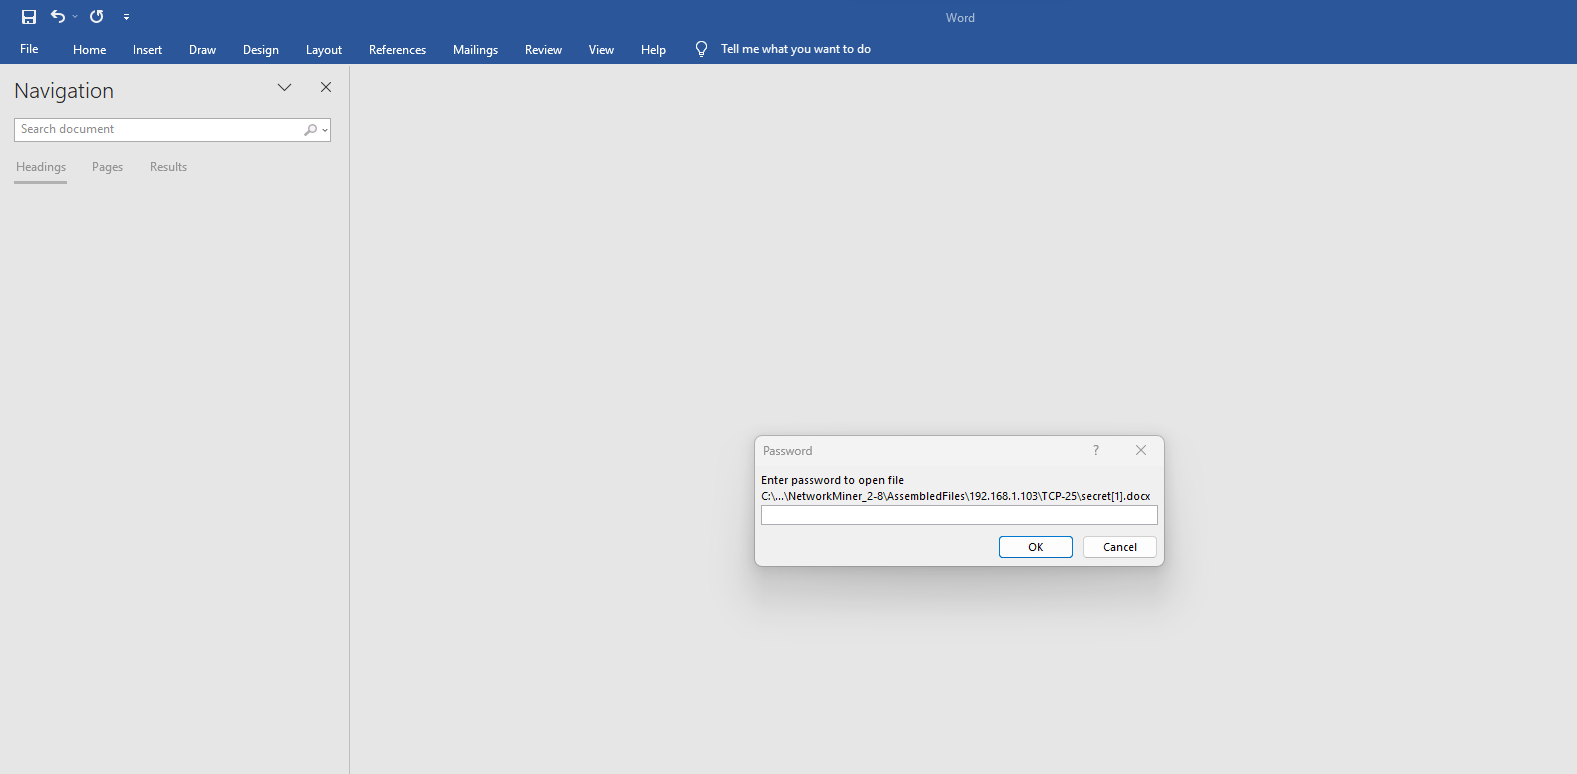 Word
File Home Insert Draw Design Layout References Mailings Review View Help Tell me what you want to do
Navigation
Search document
Headings Pages Results
Password ?
Enter password to open file
C:\...\NetworkMiner_2-8\AssembledFiles\192.168.1.103\TCP-25\secret[1].docx
OK Cancel